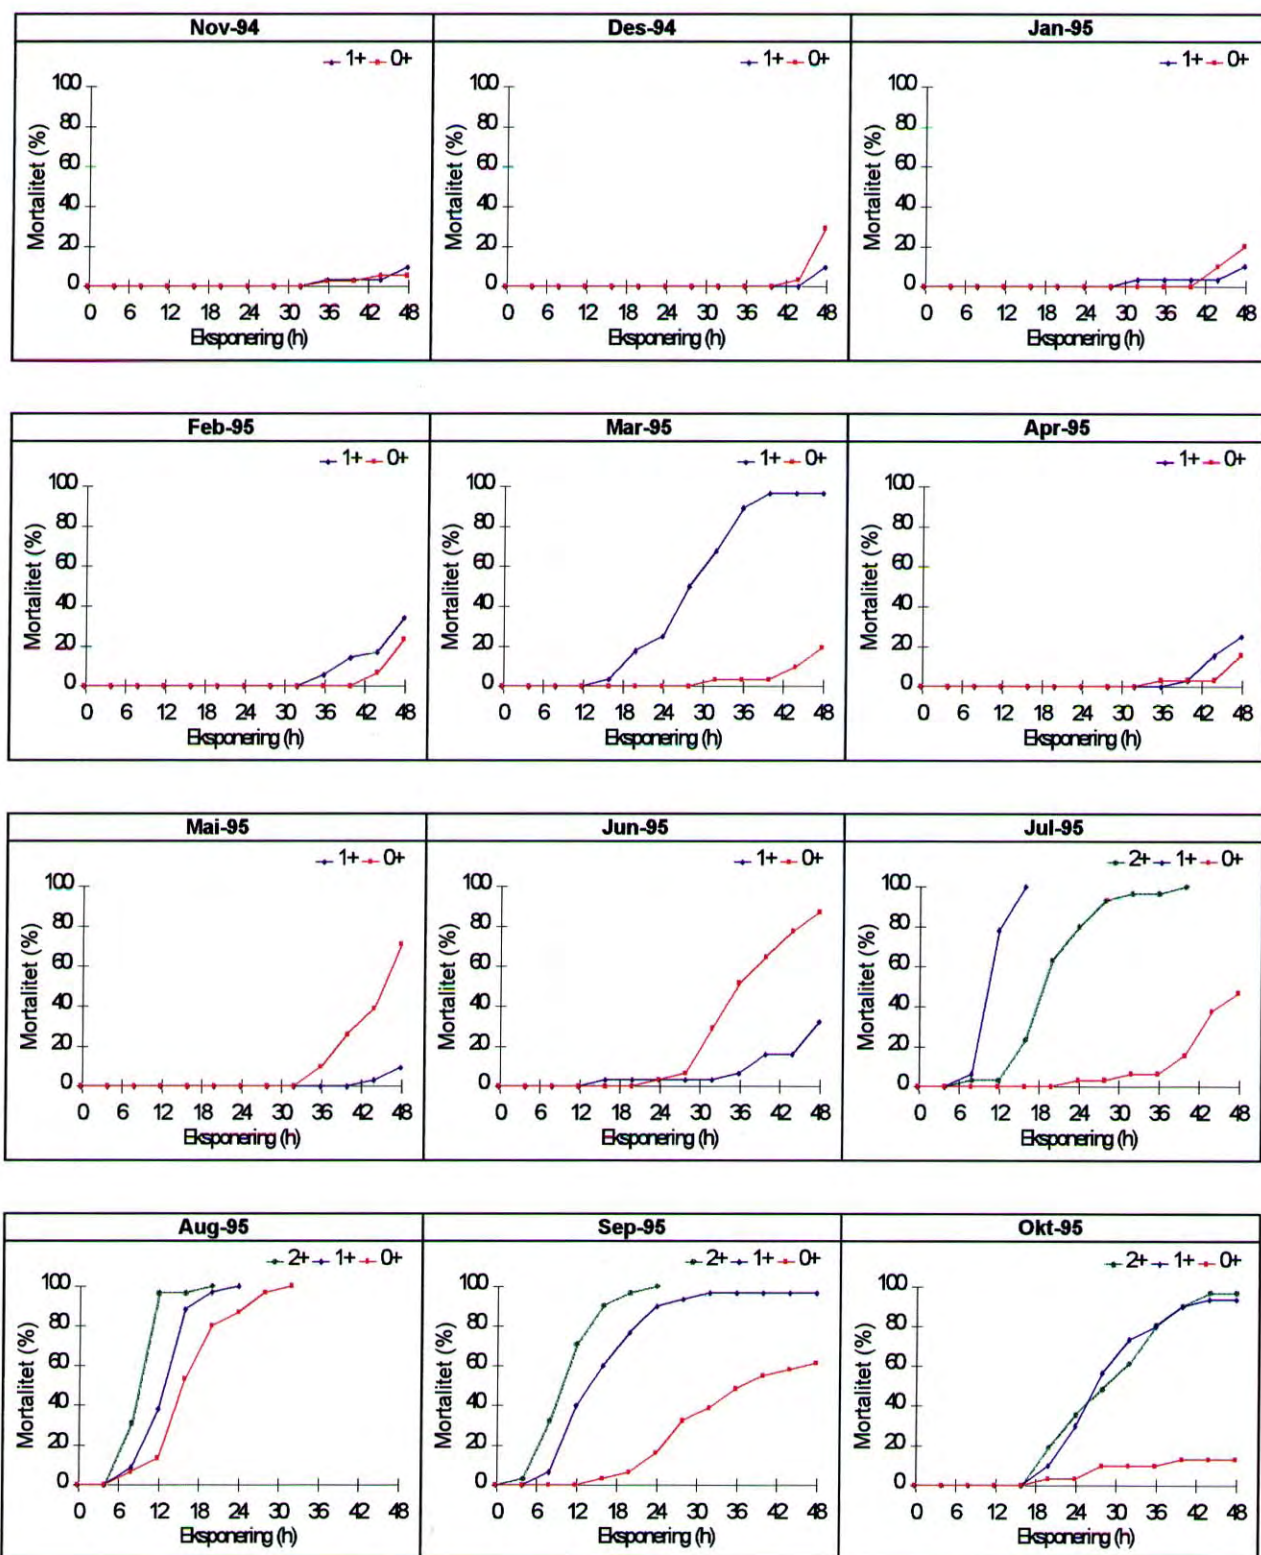 Nov-94 Des-94 Jan-95
1+ 0+ 1+ 0+ 1+ 0+
Mortalitet (%) Mortalitet (%) Mortalitet (%)
100 100 100
80 80 80
60 60 60
40 40 40
20 20 20
0 0 0
0 6 12 18 24 30 36 42 48 0 6 12 18 24 30 36 42 48 0 6 12 18 24 30 36 42 48
Eksponering (h) Eksponering (h) Eksponering (h)
Feb-95 Mar-95 Apr-95
1+ 0+ 1+ 0+ 1+ 0+
Mortalitet (%) Mortalitet (%) Mortalitet (%)
100 100 100
80 80 80
60 60 60
40 40 40
20 20 20
0 0 0
0 6 12 18 24 30 36 42 48 0 6 12 18 24 30 36 42 48 0 6 12 18 24 30 36 42 48
Eksponering (h) Eksponering (h) Eksponering (h)
Mai-95 Jun-95 Jul-95
1+ 0+ 1+ 0+ 2+ 1+ 0+
Mortalitet (%) Mortalitet (%) Mortalitet (%)
100 100 100
80 80 80
60 60 60
40 40 40
20 20 20
0 0 0
0 6 12 18 24 30 36 42 48 0 6 12 18 24 30 36 42 48 0 6 12 18 24 30 36 42 48
Eksponering (h) Eksponering (h) Eksponering (h)
Aug-95 Sep-95 Okt-95
2+ 1+ 0+ 2+ 1+ 0+ 2+ 1+ 0+
Mortalitet (%) Mortalitet (%) Mortalitet (%)
100 100 100
80 80 80
60 60 60
40 40 40
20 20 20
0 0 0
0 6 12 18 24 30 36 42 48 0 6 12 18 24 30 36 42 48 0 6 12 18 24 30 36 42 48
Eksponering (h) Eksponering (h) Eksponering (h)